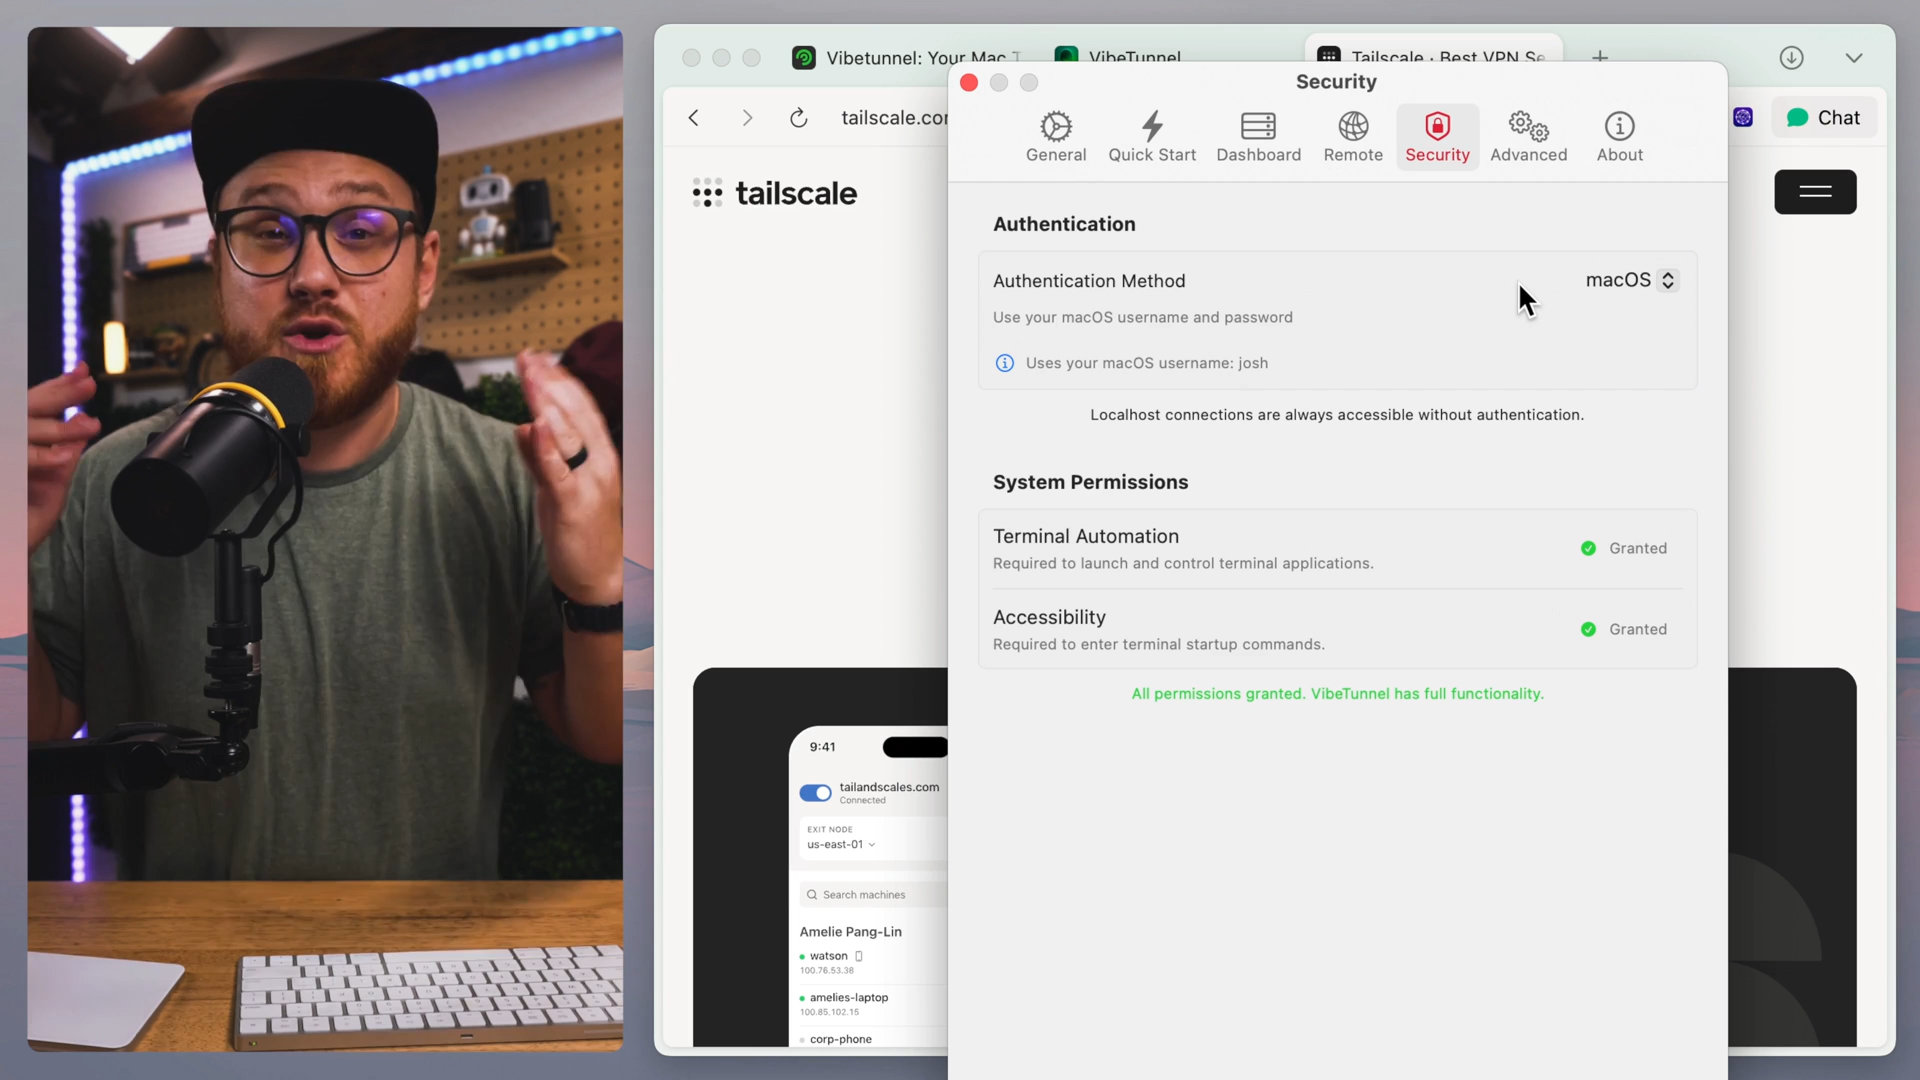 Vibetunnel: Your Mac T
VibeTunnel
Tailscale · Best VPN Se
tailscale.co
Chat
tailscale
Security
General
Quick Start
Dashboard
Remote
Security
Advanced
About
Authentication
Authentication Method
macOS
Use your macOS username and password
Uses your macOS username: josh
Localhost connections are always accessible without authentication.
System Permissions
Terminal Automation
Granted
Required to launch and control terminal applications.
Accessibility
Granted
Required to enter terminal startup commands.
All permissions granted. VibeTunnel has full functionality.
9:41
tailandscales.com
Connected
EXIT NODE
us-east-01
Search machines
Amelie Pang-Lin
watson
100.76.53.38
amelies-laptop
100.85.102.15
corp-phone